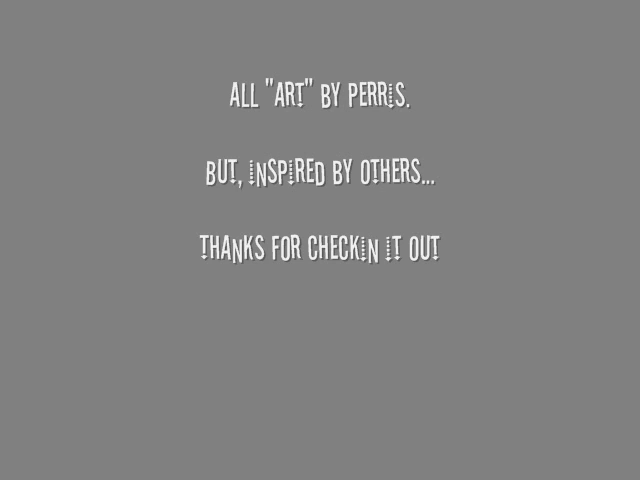 ALL "ART" BY PERRIS.
BUT, INSPIRED BY OTHERS...
THANKS FOR CHECKIN IT OUT